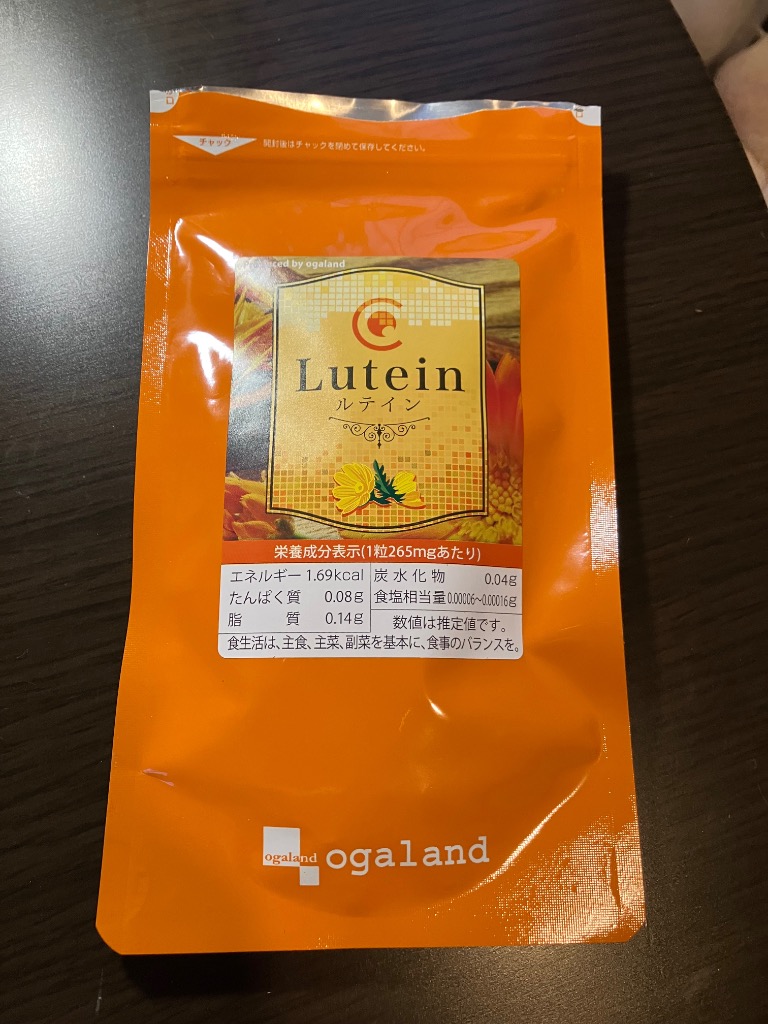 チャック
開封後はチャックを閉めて保存してください。
by ogaland
Lutein
ルテイン
栄養成分表示(1粒265mgあたり)
エネルギー 1.69kcal
たんぱく質 0.08g
脂質 0.14g
炭水化物 0.04g
食塩相当量 0.00006~0.00016g
数値は推定値です。
食生活は、主食、主菜、副菜を基本に、食事のバランスを。
ogaland
ogaland